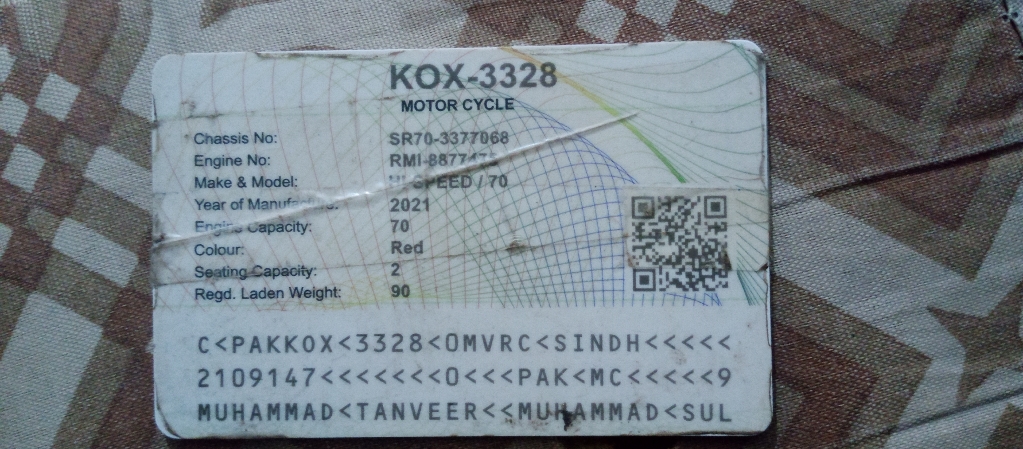 KOX-3328
MOTOR CYCLE
Chassis No: SR70-3377068
Engine No:
Make & Model: SPEED / 70
Year of Manufacture: 2021
Engine Capacity: 70
Colour: Red
Seating Capacity: 2
Regd. Laden Weight: 90
C<PAKKOX<3328<OMVRC<SINDH<<<<<
2109147<<<<<<<O<<<PAK<MC<<<<<9
MUHAMMAD<TANVEER<<MUHAMMAD<SUL